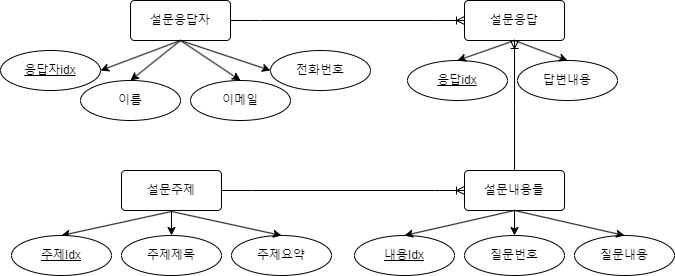 설문응답자
설문응답
응답자idx
이름
이메일
전화번호
응답idx
답변내용
설문주제
설문내용들
주제Idx
주제제목
주제요약
내용Idx
질문번호
질문내용